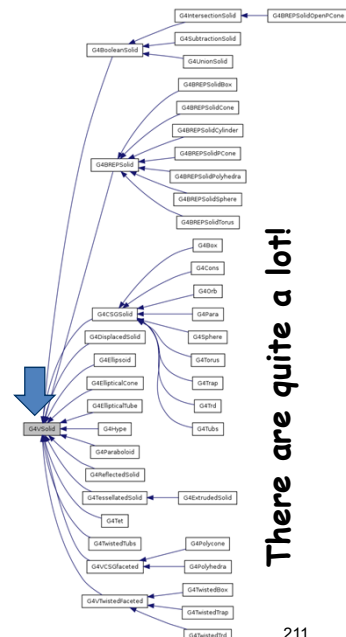 G4IntersectionSolid
G4BREPSolidOpenPCone
G4SubtractionSolid
G4BooleanSolid
G4UnionSolid
G4BREPSolidBox
G4BREPSolidCone
G4BREPSolidCylinder
G4BREPSolidPCone
G4BREPSolid
G4BREPSolidPolyhedra
G4BREPSolidSphere
G4BREPSolidTorus
G4Box
G4Cons
G4Orb
G4CSGSolid
G4Para
G4DisplacedSolid
G4Sphere
G4Ellipsoid
G4Torus
G4EllipticalCone
G4Trap
G4EllipticalTube
G4Trd
G4VSolid
G4Hype
G4Tubs
G4Paraboloid
G4ReflectedSolid
G4TessellatedSolid
G4ExtrudedSolid
G4Tet
G4TwistedTubs
G4Polycone
G4VCSGfaceted
G4Polyhedra
G4TwistedBox
G4VTwistedFaceted
G4TwistedTrap
G4TwistedTrd
There are quite a lot!
211